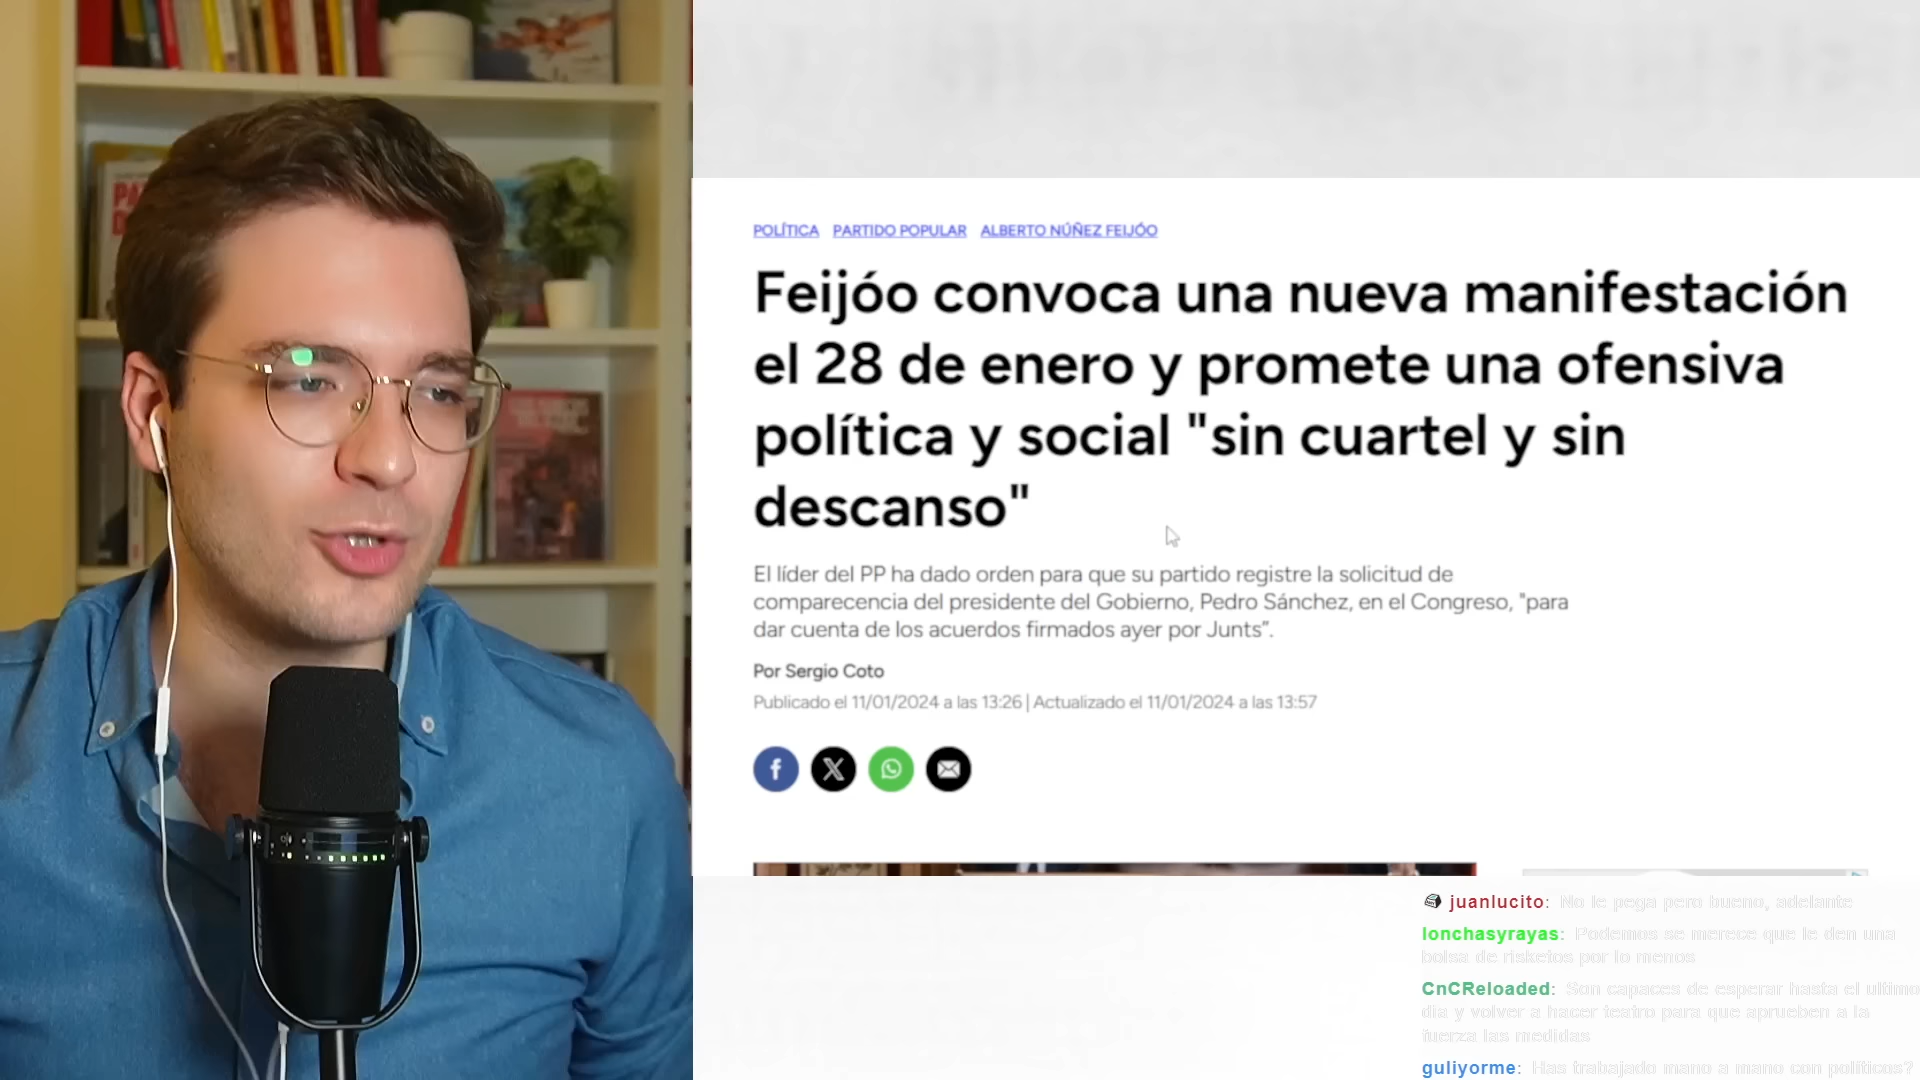 POLÍTICA PARTIDO POPULAR ALBERTO NÚÑEZ FEIJÓO
Feijóo convoca una nueva manifestación
el 28 de enero y promete una ofensiva
política y social "sin cuartel y sin
descanso"
El líder del PP ha dado orden para que su partido registre la solicitud de
comparecencia del presidente del Gobierno, Pedro Sánchez, en el Congreso, "para
dar cuenta de los acuerdos firmados ayer por Junts”.
Por Sergio Coto
Publicado el 11/01/2024 a las 13:26 | Actualizado el 11/01/2024 a las 13:57
juanlucito: No le pega pero bueno, adelante
lonchasyrayas: Podemos se merece que le den una
bolsa de risketos por lo menos
CnCReloaded: Son capaces de esperar hasta el ultimo
dia y volver a hacer teatro para que aprueben a la
fuerza las medidas
guliyorme: Has trabajado mano a mano con políticos?